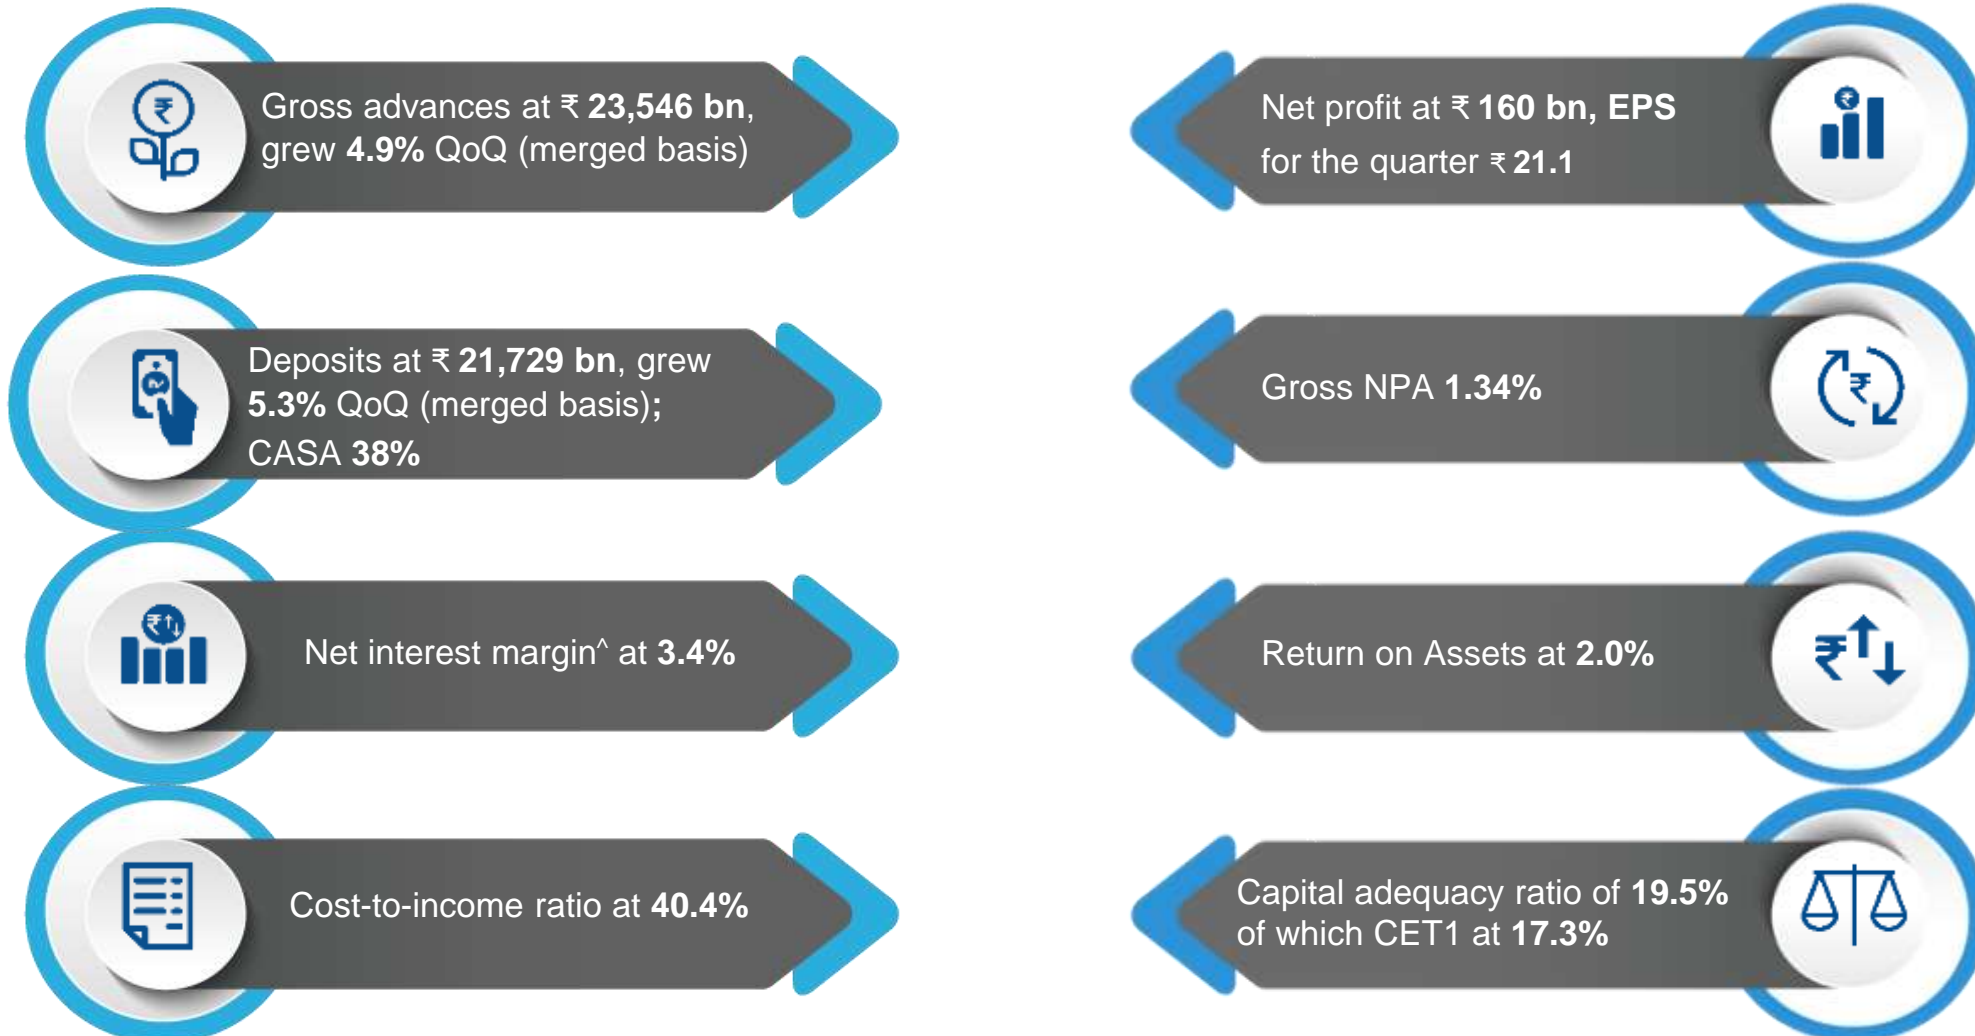 Gross advances at ₹ 23,546 bn,
grew 4.9% QoQ (merged basis)
Deposits at ₹ 21,729 bn, grew
5.3% QoQ (merged basis);
CASA 38%
Net interest margin^ at 3.4%
Cost-to-income ratio at 40.4%
Net profit at ₹ 160 bn, EPS
for the quarter ₹ 21.1
Gross NPA 1.34%
Return on Assets at 2.0%
Capital adequacy ratio of 19.5%
of which CET1 at 17.3%